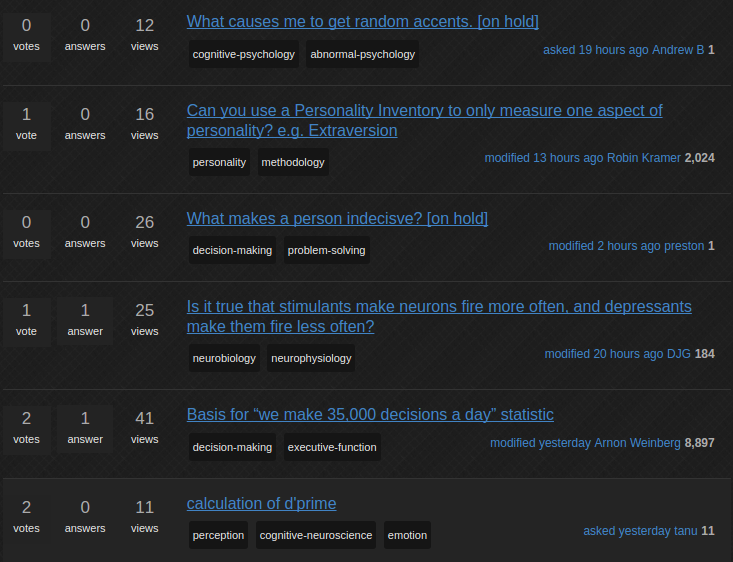 0 0 12 What causes me to get random accents. [on hold]
votes answers views
cognitive-psychology abnormal-psychology asked 19 hours ago Andrew B 1
1 0 16 Can you use a Personality Inventory to only measure one aspect of
vote answers views personality? e.g. Extraversion
personality methodology modified 13 hours ago Robin Kramer 2,024
0 0 26 What makes a person indecisve? [on hold]
votes answers views
decision-making problem-solving modified 2 hours ago preston 1
1 1 25 Is it true that stimulants make neurons fire more often, and depressants
vote answer views make them fire less often?
neurobiology neurophysiology modified 20 hours ago DJG 184
2 1 41 Basis for “we make 35,000 decisions a day” statistic
votes answer views
decision-making executive-function modified yesterday Arnon Weinberg 8,897
2 0 11 calculation of d'prime
votes answers views
perception cognitive-neuroscience emotion asked yesterday tanu 11